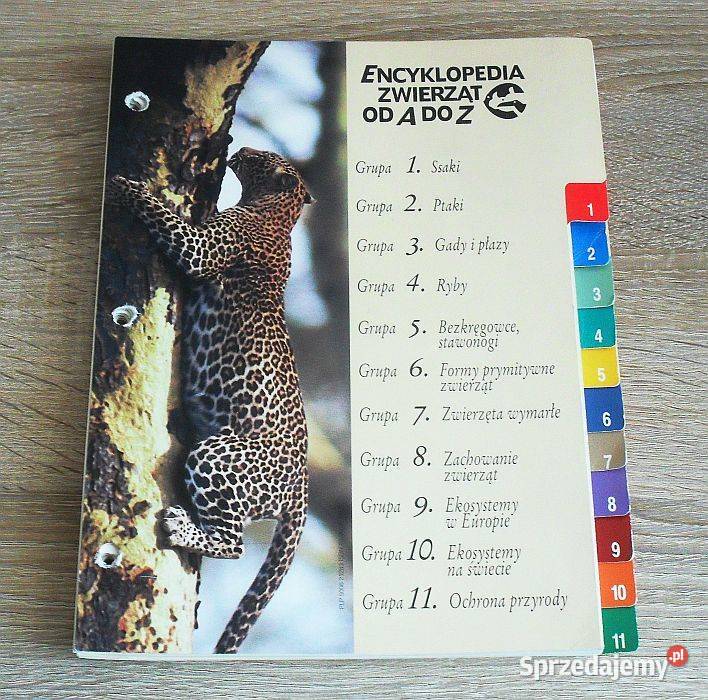 ENCYKLOPEDIA
ZWIERZĄT
OD A DO Z
Grupa 1. Ssaki
Grupa 2. Ptaki
Grupa 3. Gady i płazy
Grupa 4. Ryby
Grupa 5. Bezkręgowce,
stawonogi
Grupa 6. Formy prymitywne
zwierząt
Grupa 7. Zwierzęta wymarłe
Grupa 8. Zachowanie
zwierząt
Grupa 9. Ekosystemy
w Europie
Grupa 10. Ekosystemy
na świecie
Grupa 11. Ochrona przyrody
1
2
3
4
5
6
7
8
9
10
11
Sprzedajemy.pl